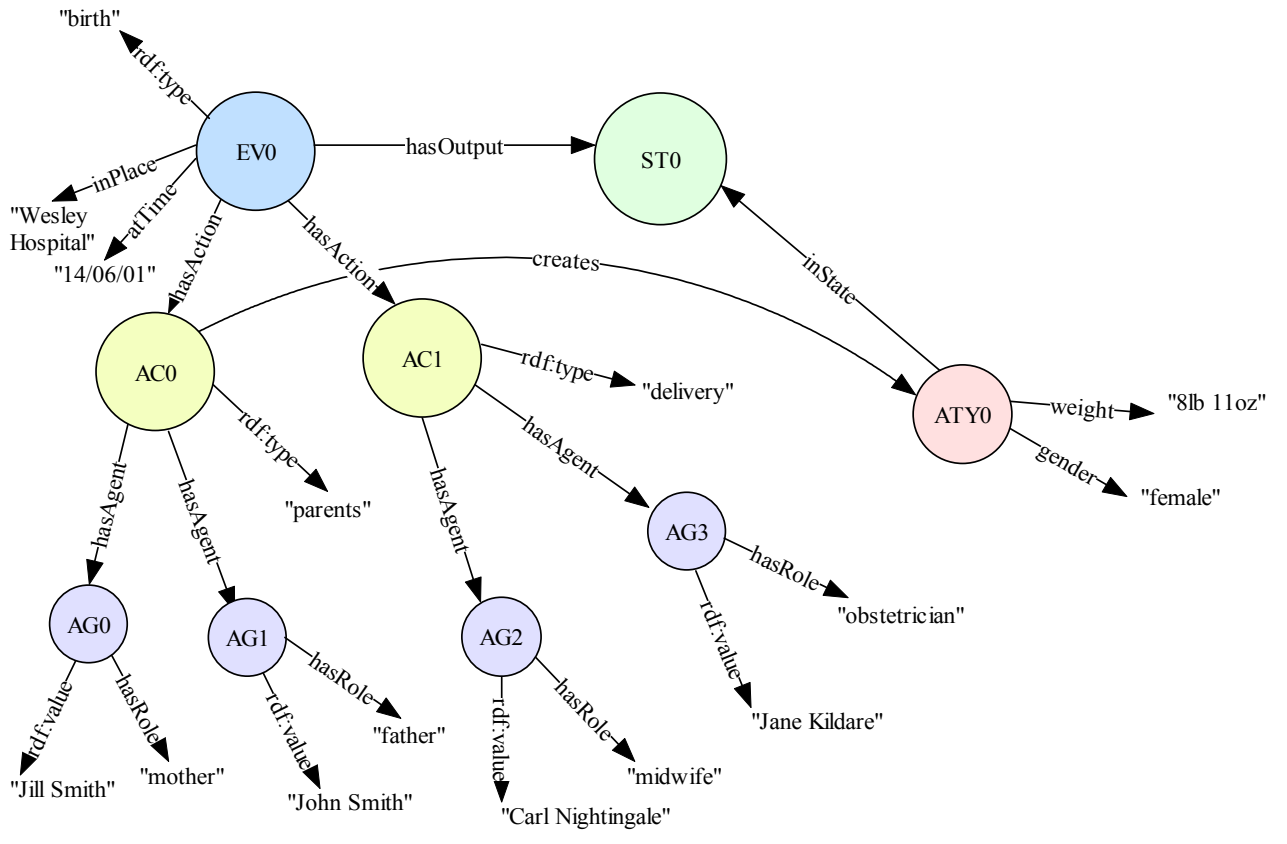 "birth"
rdf:type
EV0
hasOutput
ST0
inPlace
"Wesley
Hospital"
atTime
"14/06/01"
hasAction
hasAction
creates
inState
AC0
AC1
rdf:type
"delivery"
ATY0
weight
"8lb 11oz"
gender
"female"
rdf:type
"parents"
hasAgent
hasAgent
hasAgent
hasAgent
AG3
hasRole
"obstetrician"
rdf:value
"Jane Kildare"
AG0
AG1
AG2
rdf:value
hasRole
"Jill Smith"
"mother"
rdf:value
hasRole
"father"
"John Smith"
rdf:value
hasRole
"midwife"
"Carl Nightingale"